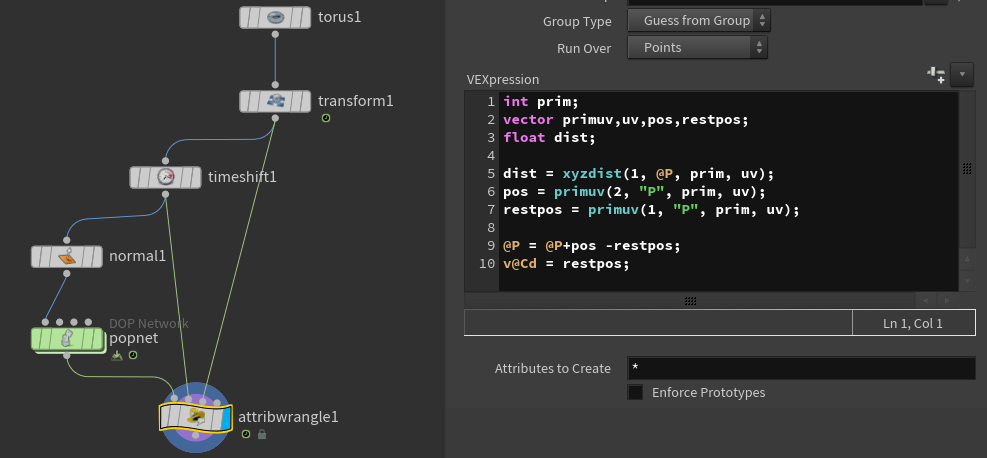 torus1
transform1
timeshift1
normal1
DOP Network
popnet
attribwrangle1
Group Type
Guess from Group
Run Over
Points
VEXpression
1 int prim;
2 vector primuv,uv,pos,restpos;
3 float dist;
4
5 dist = xyzdist(1, @P, prim, uv);
6 pos = primuv(2, "P", prim, uv);
7 restpos = primuv(1, "P", prim, uv);
8
9 @P = @P+pos -restpos;
10 v@Cd = restpos;
Ln 1, Col 1
Attributes to Create
*
Enforce Prototypes